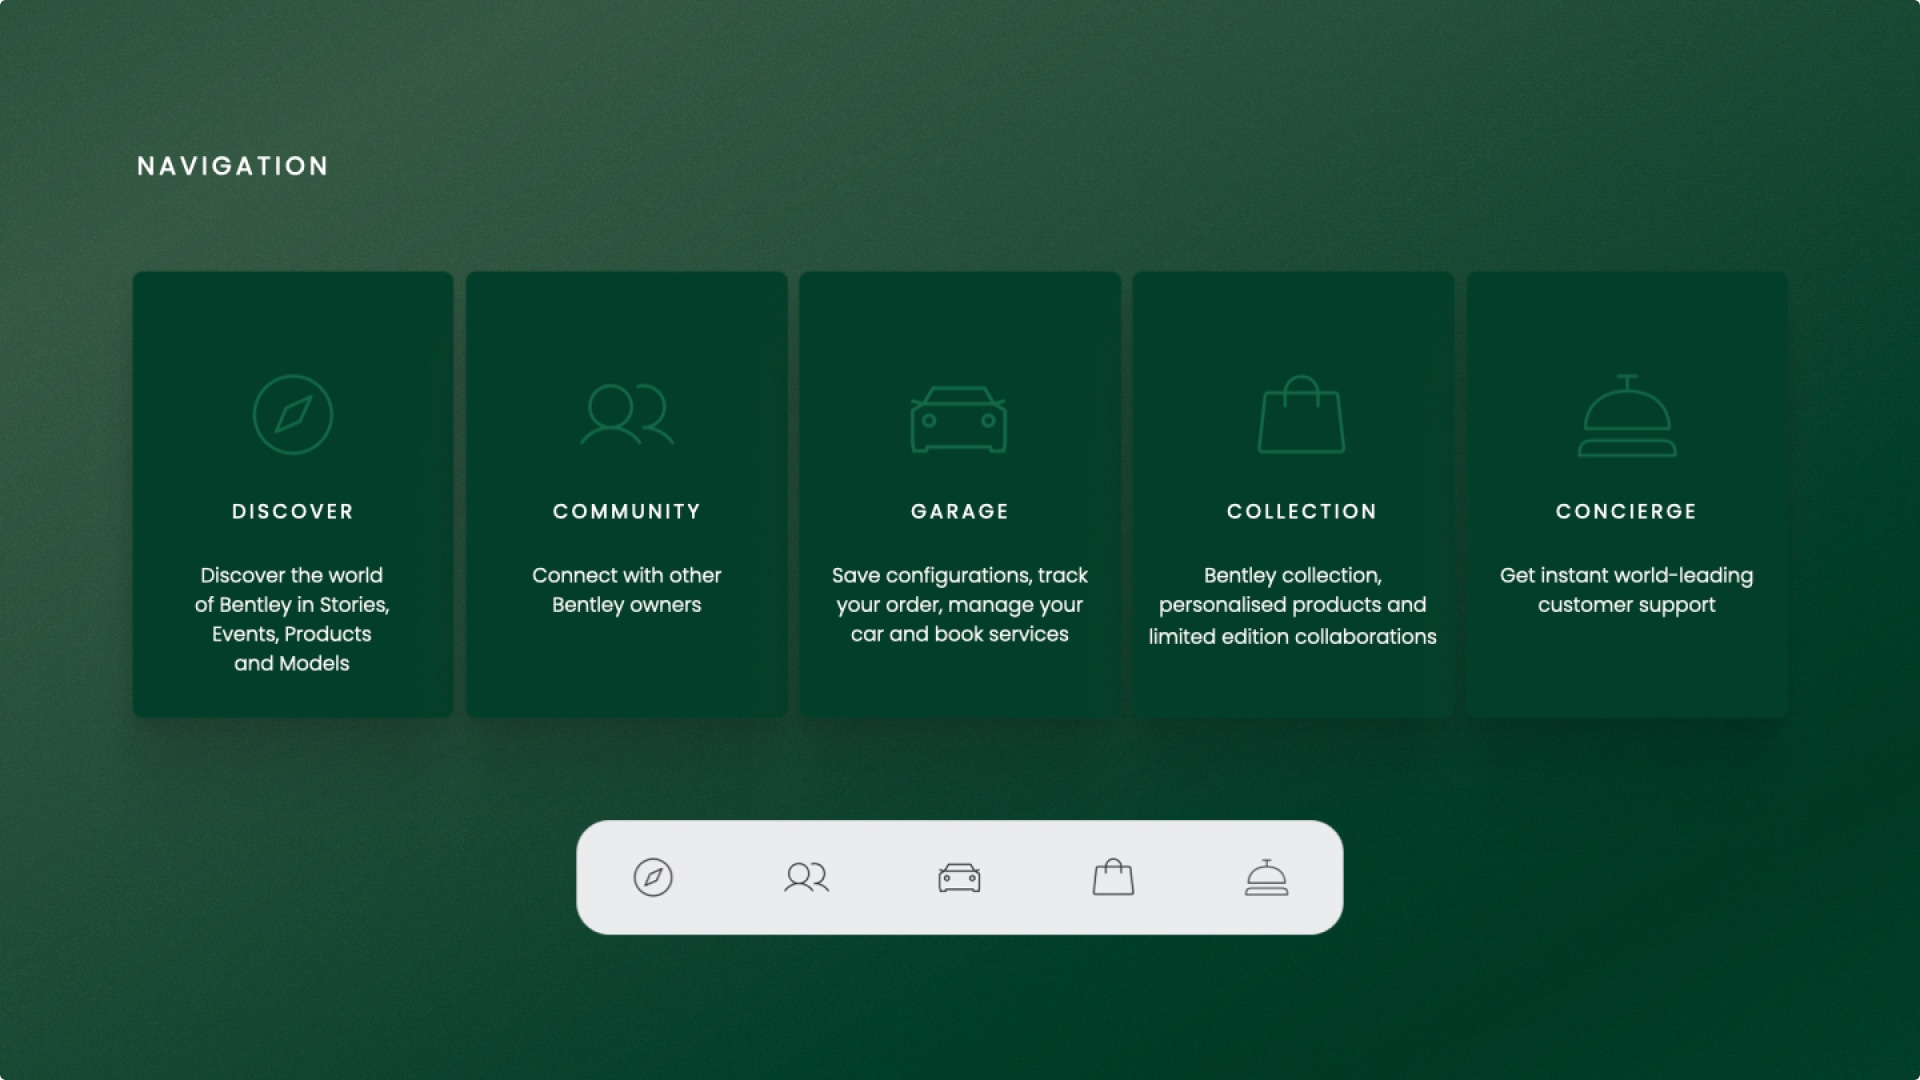 NAVIGATION
DISCOVER
Discover the world
of Bentley in Stories,
Events, Products
and Models
COMMUNITY
Connect with other
Bentley owners
GARAGE
Save configurations, track
your order, manage your
car and book services
COLLECTION
Bentley collection,
personalised products and
limited edition collaborations
CONCIERGE
Get instant world-leading
customer support